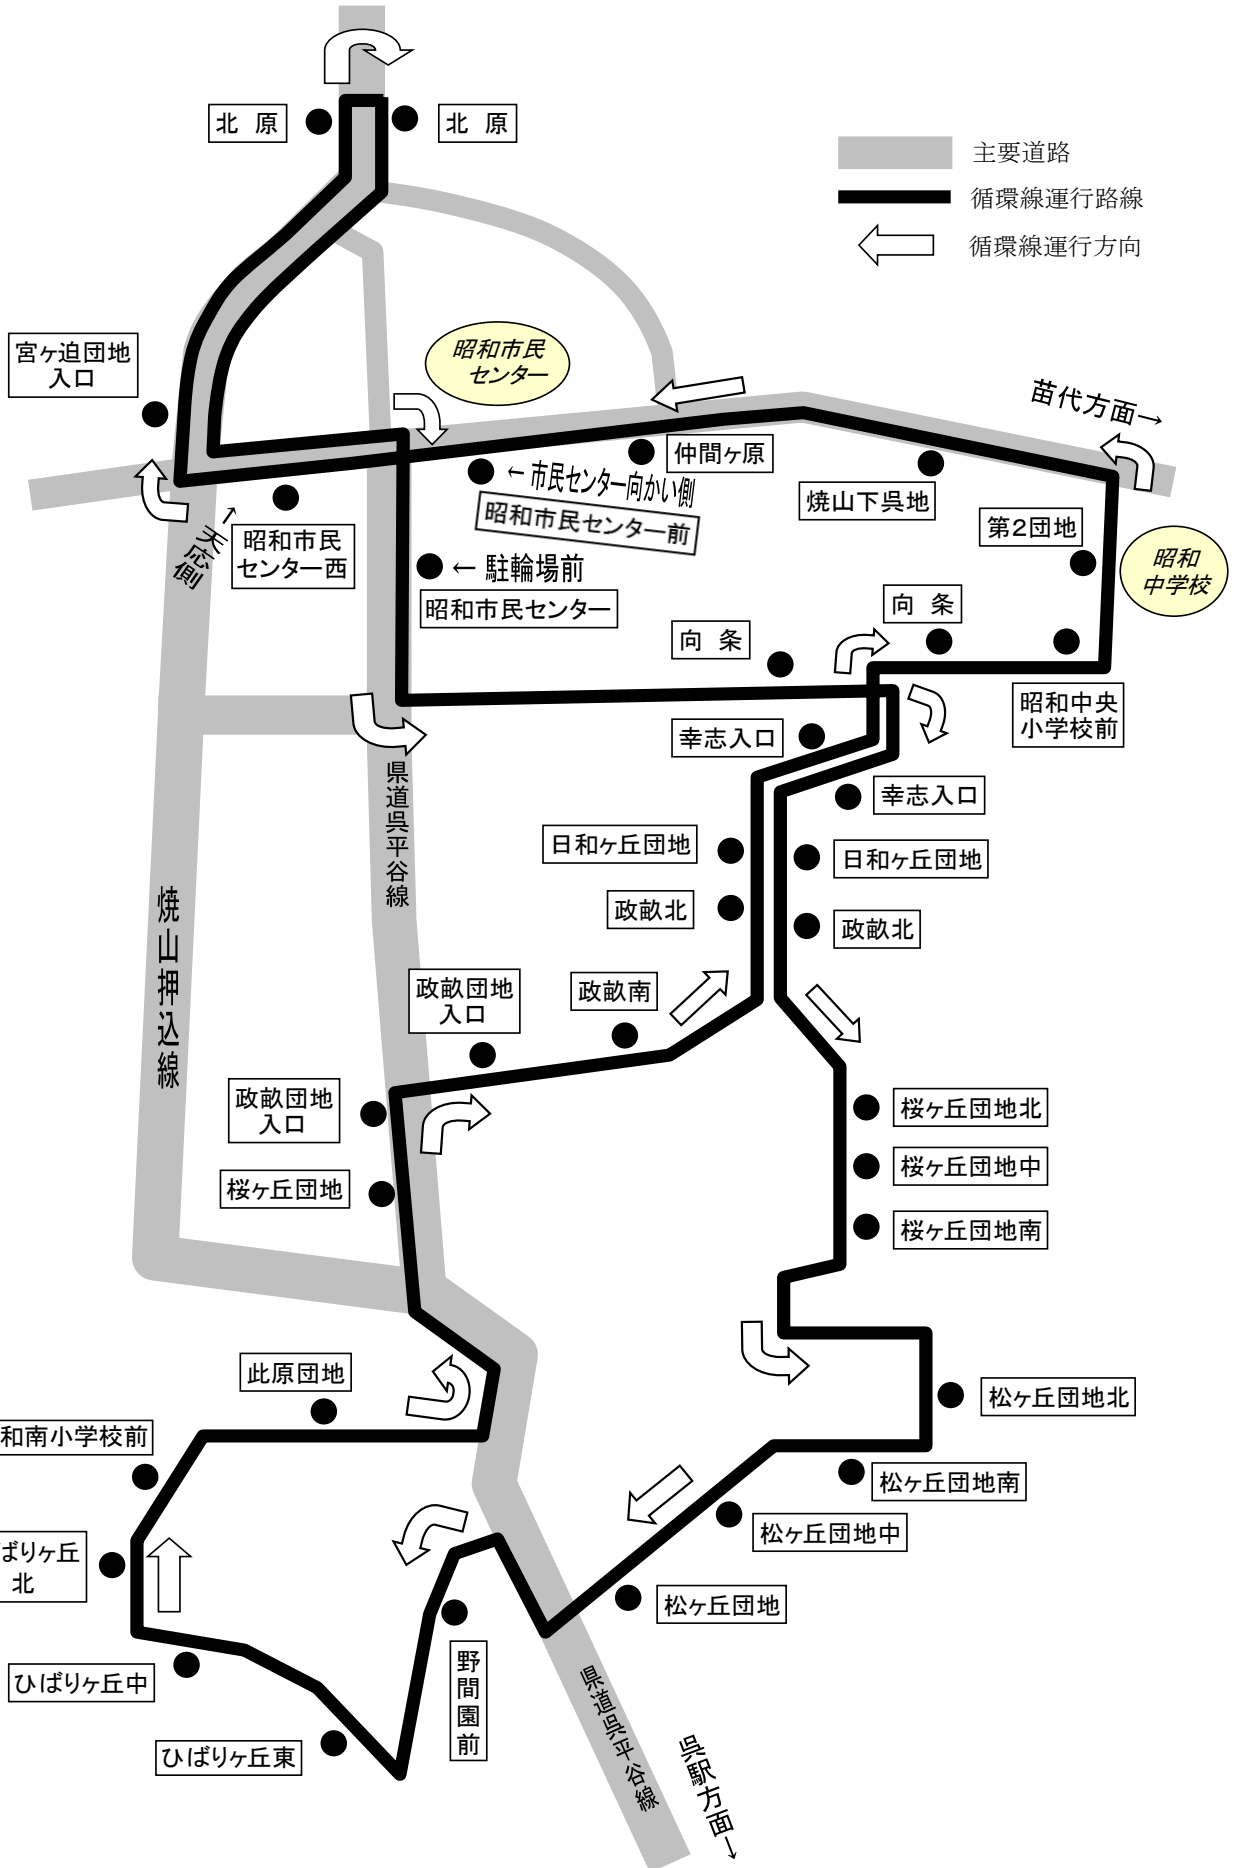 北 原
北 原
主要道路
循環線運行路線
循環線運行方向
宮ヶ迫団地
入口
昭和市民
センター
苗代方面→
仲間ヶ原
←市民センター向かい側
昭和市民センター前
焼山下呉地
第2団地
昭和
中学校
←天応側
昭和市民
センター西
← 駐輪場前
昭和市民センター
向 条
向 条
昭和中央
小学校前
幸志入口
幸志入口
県道呉平谷線
日和ヶ丘団地
日和ヶ丘団地
政畝北
政畝北
焼山押込線
政畝団地
入口
政畝南
政畝団地
入口
桜ヶ丘団地
桜ヶ丘団地北
桜ヶ丘団地中
桜ヶ丘団地南
此原団地
和南小学校前
松ヶ丘団地北
松ヶ丘団地南
松ヶ丘団地中
松ヶ丘団地
ばりヶ丘
北
ひばりヶ丘中
野間園前
ひばりヶ丘東
県道呉平谷線
呉駅方面→